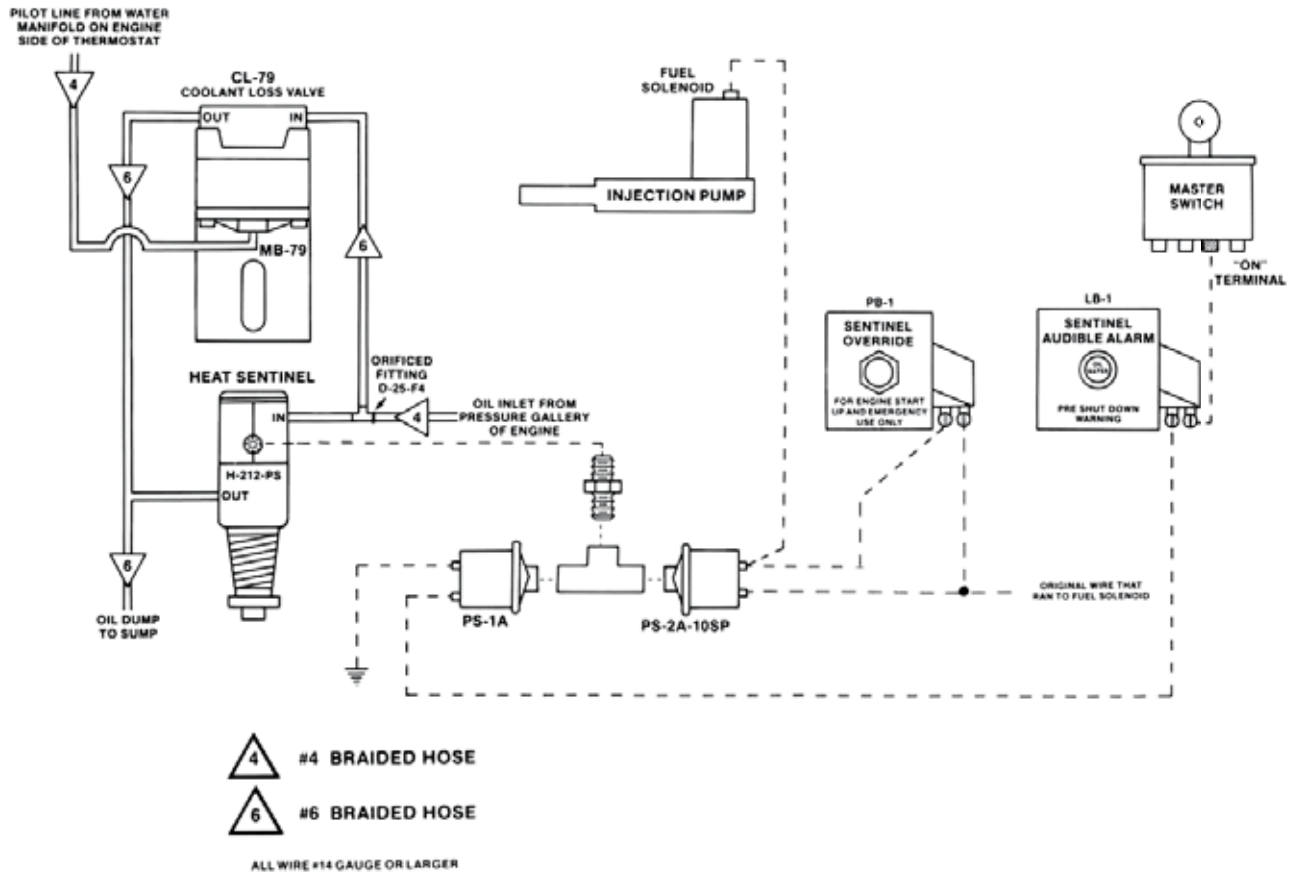 PILOT LINE FROM WATER
MANIFOLD ON ENGINE
SIDE OF THERMOSTAT
4
CL-79
COOLANT LOSS VALVE
OUT
IN
6
6
MB-79
FUEL
SOLENOID
INJECTION PUMP
MASTER
SWITCH
"ON"
TERMINAL
PB-1
SENTINEL
OVERRIDE
FOR ENGINE START
UP AND EMERGENCY
USE ONLY
LB-1
SENTINEL
AUDIBLE ALARM
OIL
WATER
PRE SHUT DOWN
WARNING
HEAT SENTINEL
ORIFICED
FITTING
D-25-F4
IN
4
OIL INLET FROM
PRESSURE GALLERY
OF ENGINE
H-212-PS
OUT
6
OIL DUMP
TO SUMP
PS-1A
PS-2A-10SP
ORIGINAL WIRE THAT
RAN TO FUEL SOLENOID
4 #4 BRAIDED HOSE
6 #6 BRAIDED HOSE
ALL WIRE #14 GAUGE OR LARGER